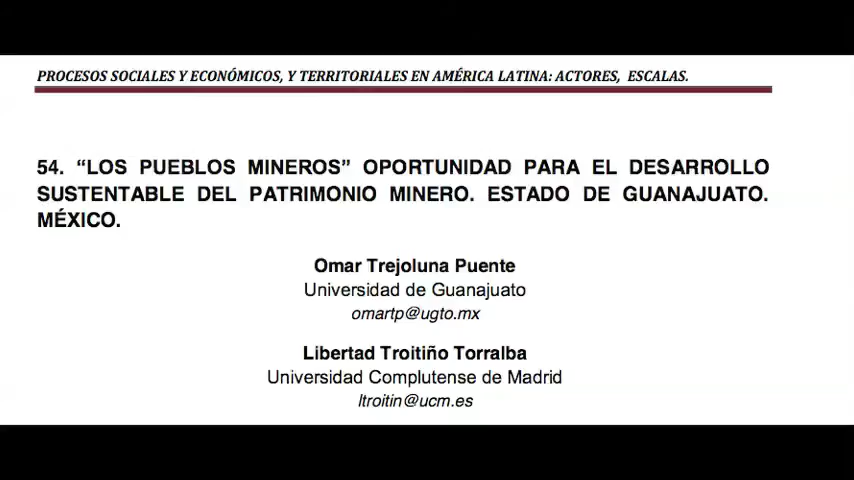 PROCESOS SOCIALES Y ECONÓMICOS, Y TERRITORIALES EN AMÉRICA LATINA: ACTORES, ESCALAS.
54. “LOS PUEBLOS MINEROS” OPORTUNIDAD PARA EL DESARROLLO
SUSTENTABLE DEL PATRIMONIO MINERO. ESTADO DE GUANAJUATO.
MÉXICO.
Omar Trejoluna Puente
Universidad de Guanajuato
omartp@ugto.mx
Libertad Troitiño Torralba
Universidad Complutense de Madrid
ltroitin@ucm.es